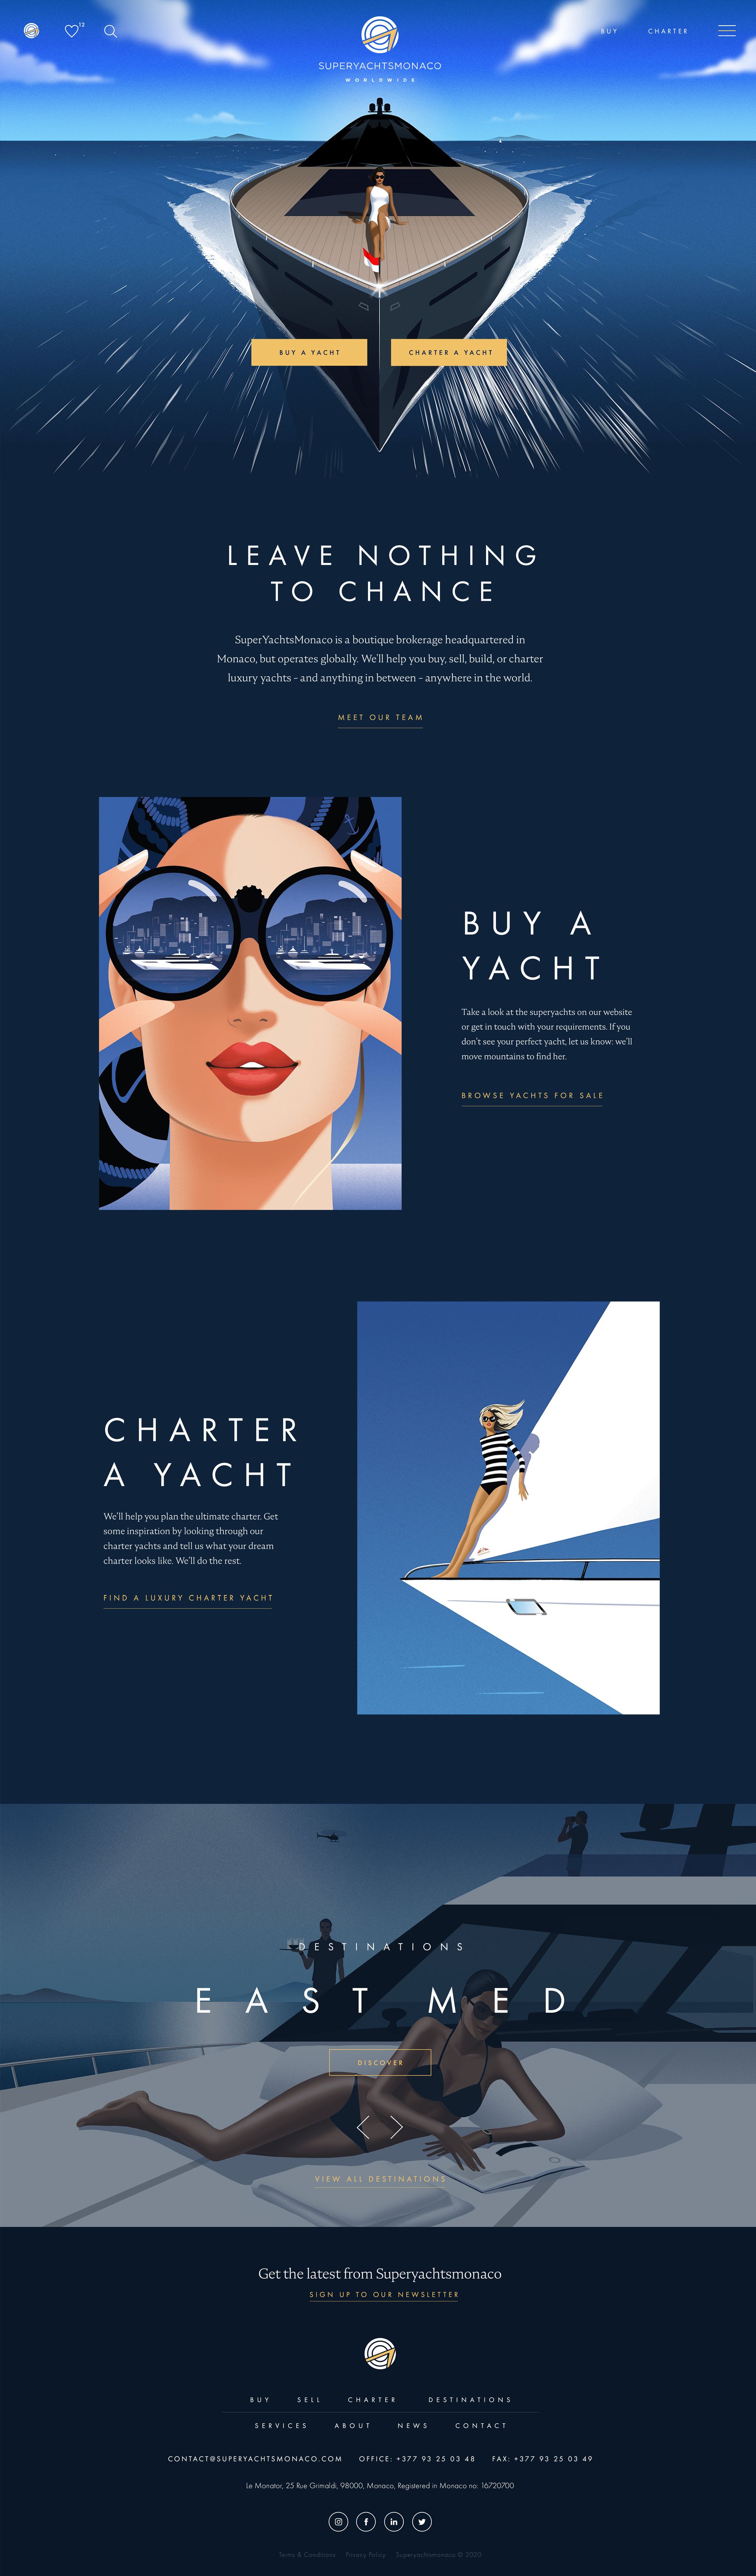 12
BUY CHARTER
SUPERYACHTSMONACO
WORLDWIDE
BUY A YACHT
CHARTER A YACHT
LEAVE NOTHING
TO CHANCE
SuperYachtsMonaco is a boutique brokerage headquartered in
Monaco, but operates globally. We'll help you buy, sell, build, or charter
luxury yachts – and anything in between – anywhere in the world.
MEET OUR TEAM
BUY A
YACHT
Take a look at the superyachts on our website
or get in touch with your requirements. If you
don't see your perfect yacht, let us know: we'll
move mountains to find her.
BROWSE YACHTS FOR SALE
CHARTER
A YACHT
We'll help you plan the ultimate charter. Get
some inspiration by looking through our
charter yachts and tell us what your dream
charter looks like. We'll do the rest.
FIND A LUXURY CHARTER YACHT
DESTINATIONS
EAST MED
DISCOVER
VIEW ALL DESTINATIONS
Get the latest from Superyachtsmonaco
SIGN UP TO OUR NEWSLETTER
BUY SELL CHARTER DESTINATIONS
SERVICES ABOUT NEWS CONTACT
CONTACT@SUPERYACHTSMONACO.COM OFFICE: +377 93 25 03 48 FAX: +377 93 25 03 49
Le Monator, 25 Rue Grimaldi, 98000, Monaco, Registered in Monaco no: 16720700
Terms & Conditions Privacy Policy Superyachtsmonaco © 2020